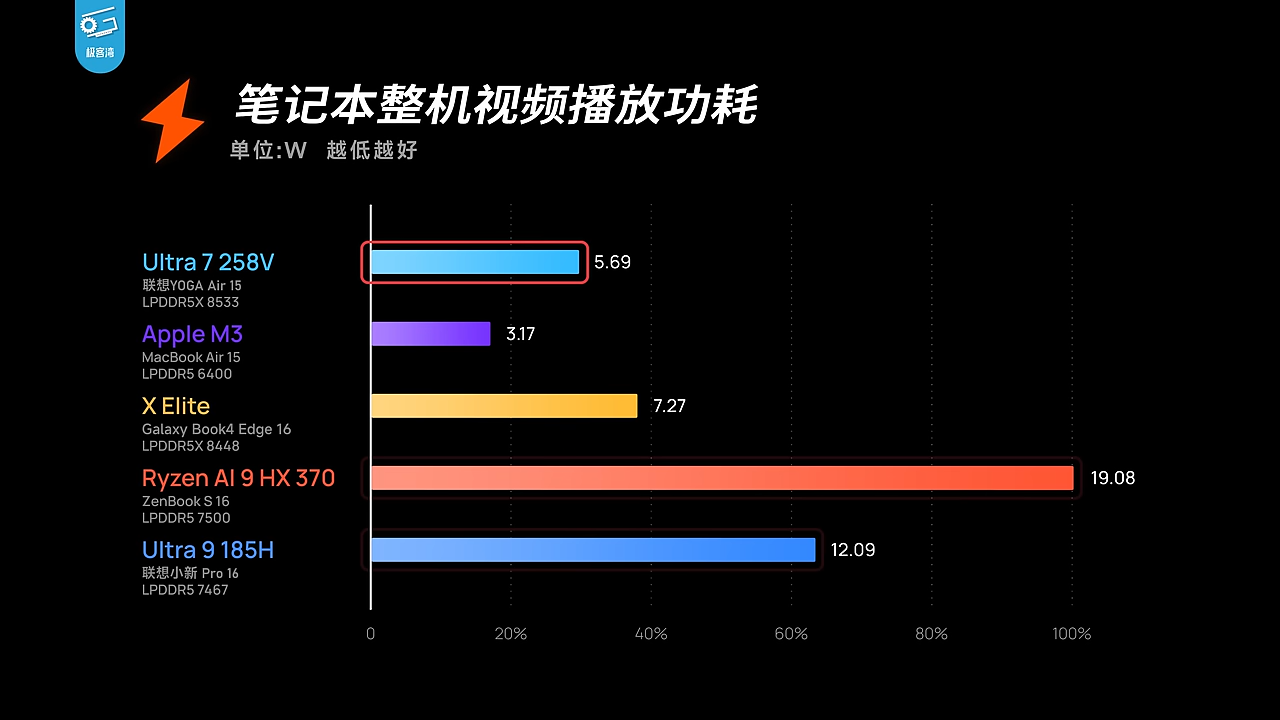 极客湾
笔记本整机视频播放功耗
单位:W 越低越好
Ultra 7 258V
联想YOGA Air 15
LPDDR5X 8533
5.69
Apple M3
MacBook Air 15
LPDDR5 6400
3.17
X Elite
Galaxy Book4 Edge 16
LPDDR5X 8448
7.27
Ryzen AI 9 HX 370
ZenBook S 16
LPDDR5 7500
19.08
Ultra 9 185H
联想小新 Pro 16
LPDDR5 7467
12.09
0 20% 40% 60% 80% 100%